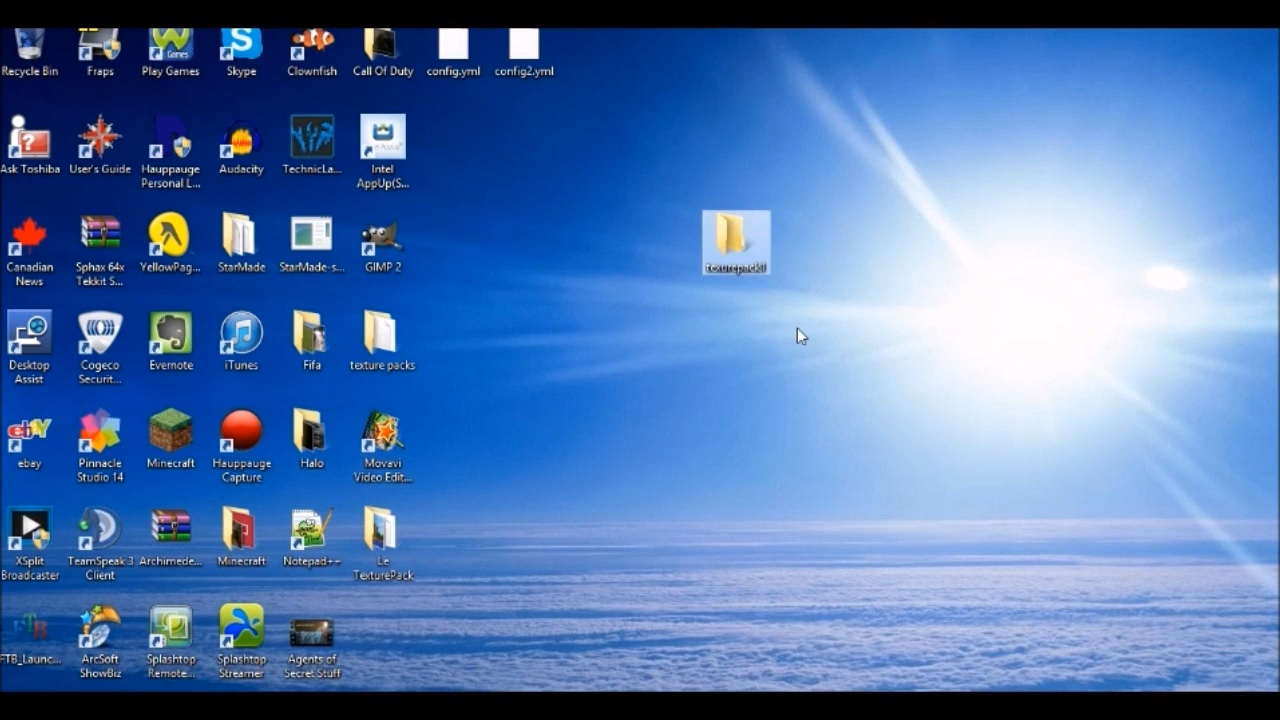 Recycle Bin
Fraps
Play Games
Skype
Clownfish
Call Of Duty
config.yml
config2.yml
Ask Toshiba
User's Guide
Hauppauge
Personal L...
Audacity
TechnicLa...
Intel
AppUp(S...
Canadian
News
Sphax 64x
Tekkit S...
YellowPag...
StarMade
StarMade-s...
GIMP 2
texurepack!!
Desktop
Assist
Cogeco
Securit...
Evernote
iTunes
Fifa
texture packs
ebay
Pinnacle
Studio 14
Minecraft
Hauppauge
Capture
Halo
Movavi
Video Edit...
XSplit
Broadcaster
TeamSpeak 3
Client
Archimede...
Minecraft
Notepad++
Le
TexturePack
FTB_Launc...
ArcSoft
ShowBiz
Splashtop
Remote...
Splashtop
Streamer
Agents of
Secret Stuff